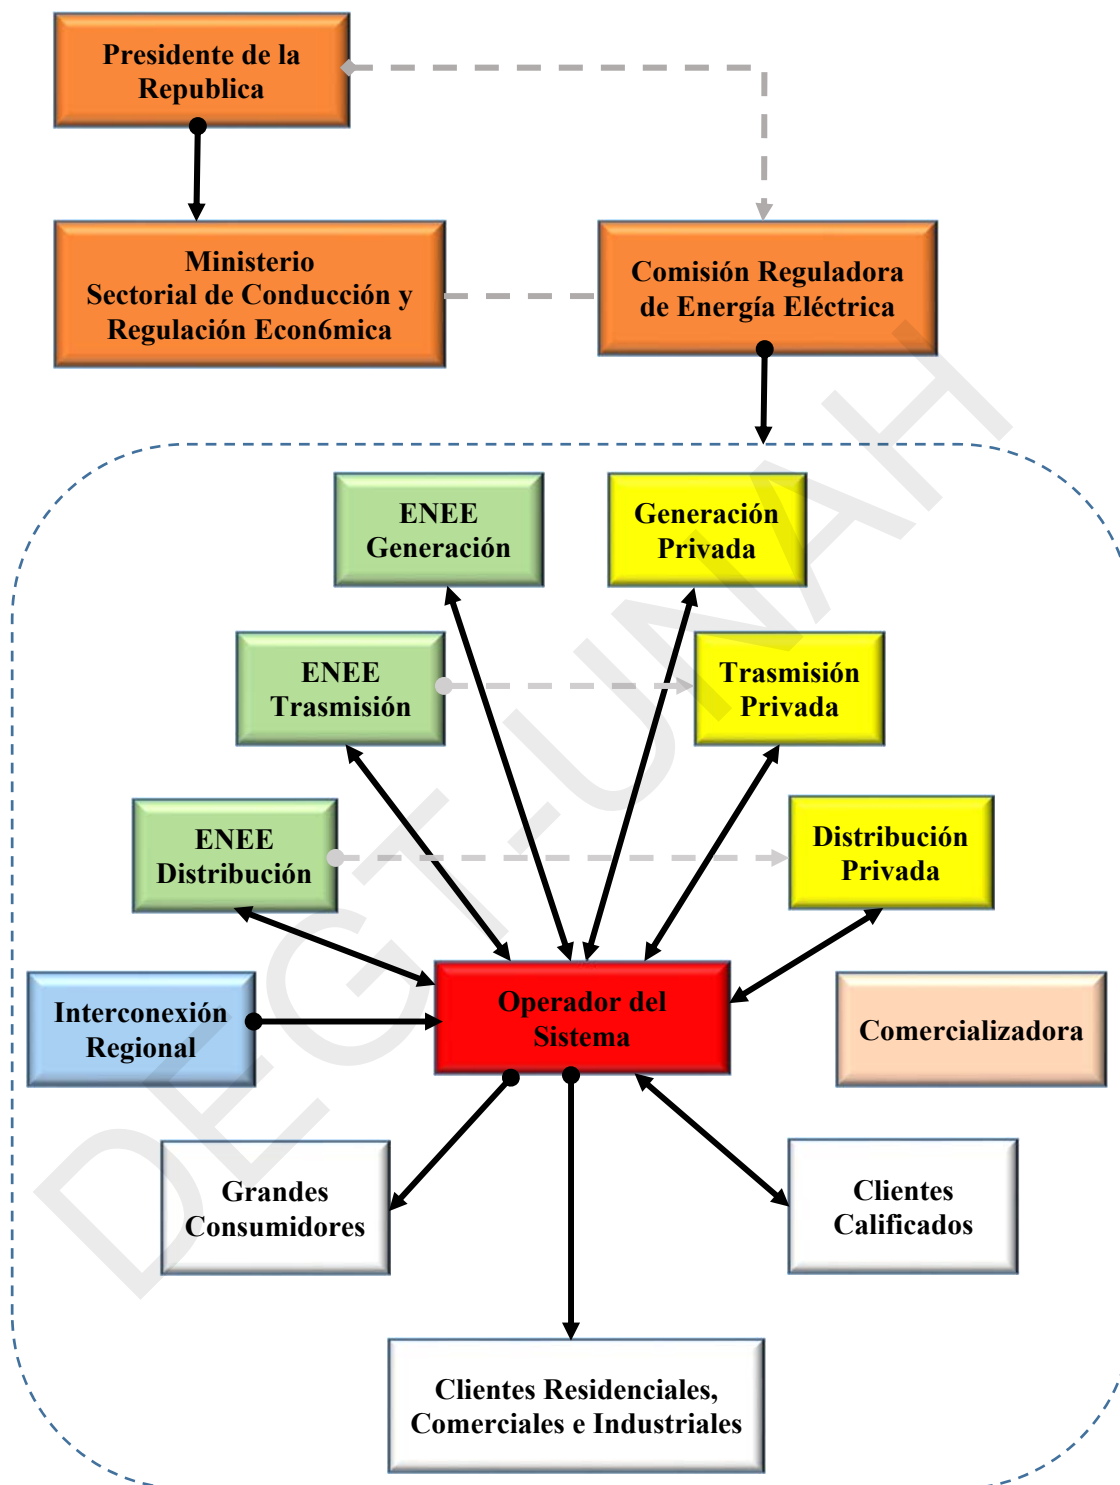 Presidente de la
Republica
Ministerio
Sectorial de Conducción y
Regulación Econ6mica
Comisión Reguladora
de Energía Eléctrica
ENEE
Generación
Generación
Privada
ENEE
Trasmisión
Trasmisión
Privada
ENEE
Distribución
Distribución
Privada
Interconexión
Regional
Operador del
Sistema
Comercializadora
Grandes
Consumidores
Clientes
Calificados
Clientes Residenciales,
Comerciales e Industriales
DEGT-UNAH